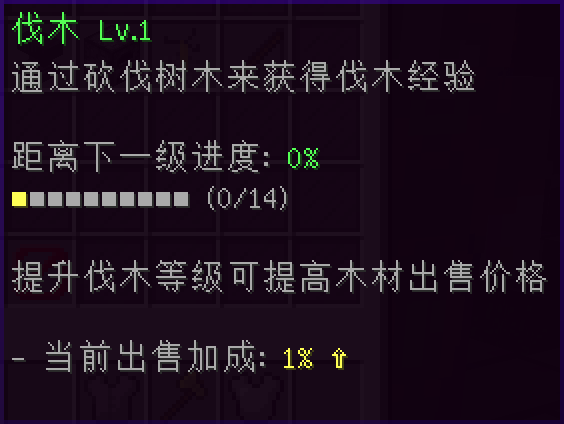 伐木 Lv.1
通过砍伐树木来获得伐木经验
距离下一级进度: 0%
■■■■■■■■■■ (0/14)
提升伐木等级可提高木材出售价格
- 当前出售加成: 1% ⇧